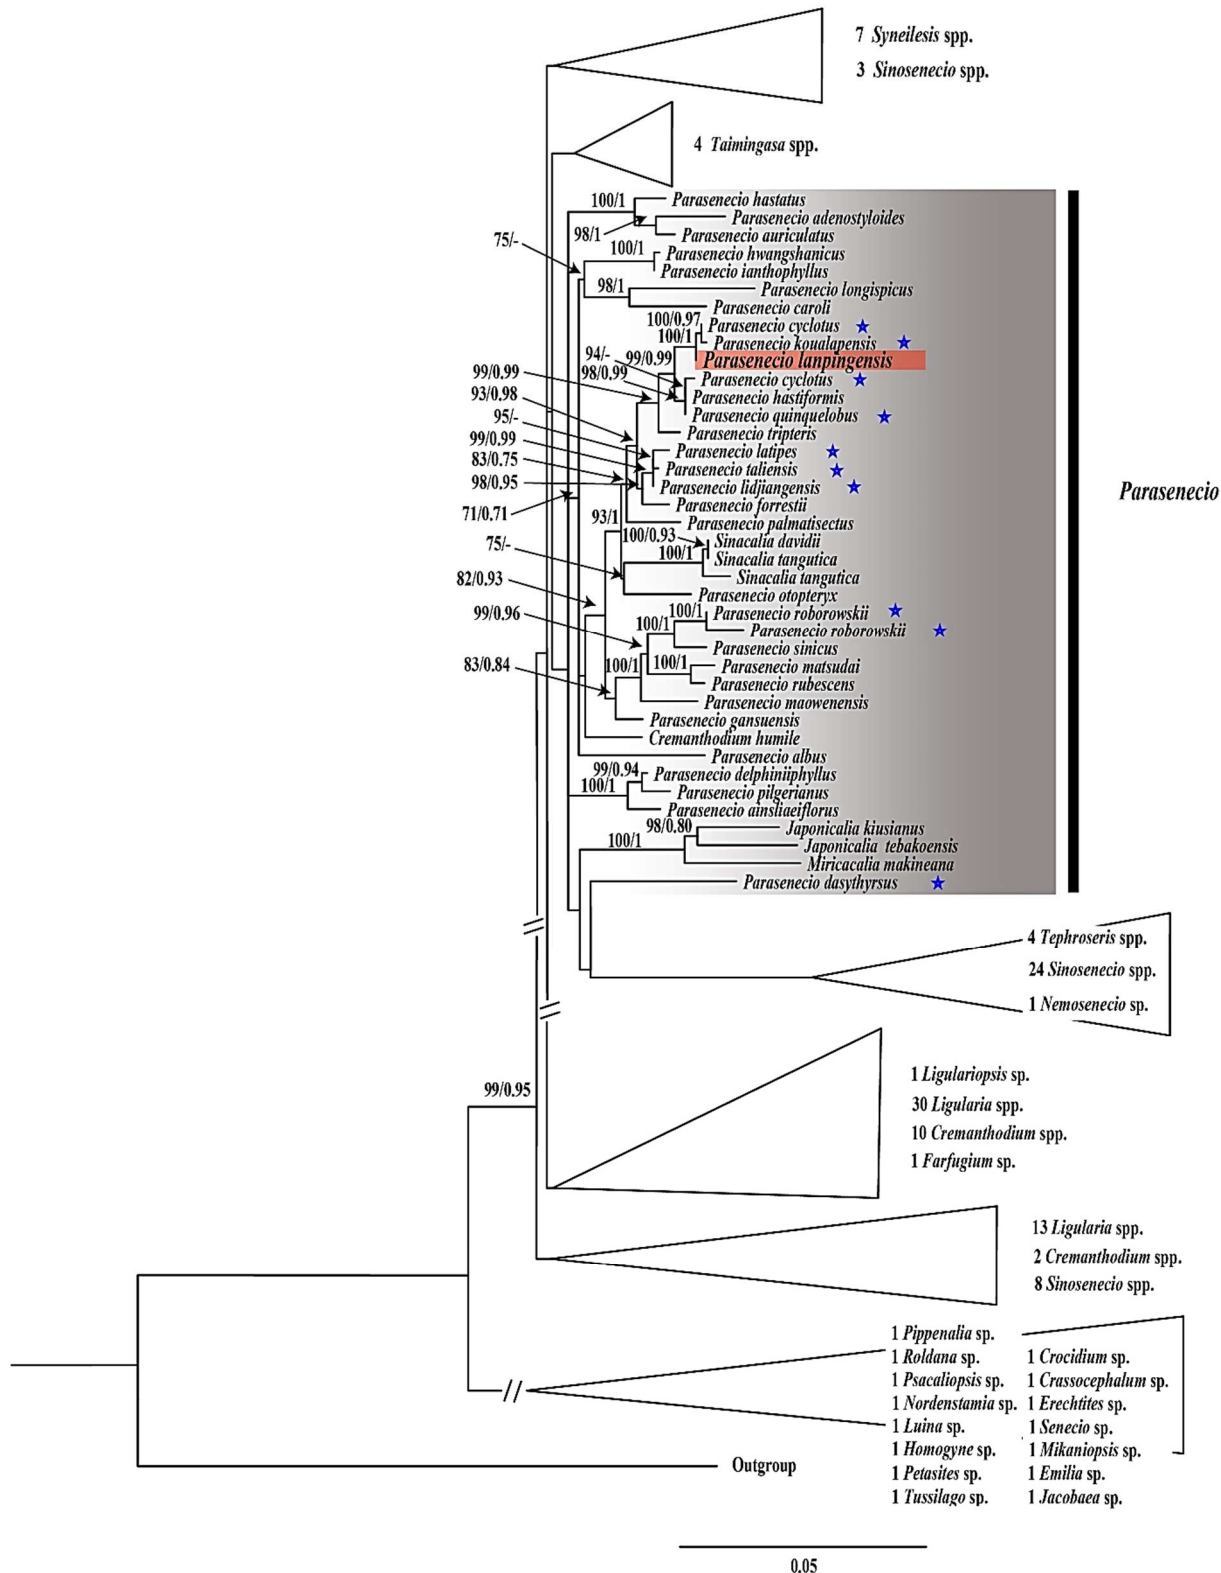 7 Syneilesis spp.
3 Sinosenecio spp.
4 Taimingasa spp.
100/1
Parasenecio hastatus
98/1
Parasenecio adenostyloides
Parasenecio auriculatus
75/-
100/1
Parasenecio hwangshanicus
Parasenecio ianthophyllus
98/1
Parasenecio longispicus
Parasenecio caroli
100/0.97
Parasenecio cyclotus
100/1
Parasenecio koualapensis
99/0.99
Parasenecio lanpingensis
94/-
98/0.99
Parasenecio cyclotus
99/0.99
Parasenecio hastiformis
93/0.98
Parasenecio quinquelobus
95/-
Parasenecio tripteris
99/0.99
Parasenecio latipes
83/0.75
Parasenecio taliensis
98/0.95
Parasenecio lidjiangensis
Parasenecio forrestii
71/0.71
93/1
Parasenecio palmatisectus
100/0.93
Sinacalia davidii
75/-
100/1
Sinacalia tangutica
Sinacalia tangutica
82/0.93
Parasenecio otopteryx
99/0.96
100/1
Parasenecio roborowskii
100/1
Parasenecio roborowskii
Parasenecio sinicus
83/0.84
100/1
100/1
Parasenecio matsudai
Parasenecio rubescens
Parasenecio maowenensis
Parasenecio gansuensis
Cremanthodium humile
Parasenecio albus
99/0.94
Parasenecio delphiniiphyllus
100/1
Parasenecio pilgerianus
Parasenecio ainsliaeiflorus
98/0.80
Japonicalia kiusianus
100/1
Japonicalia tebakoensis
Miricacalia makineana
Parasenecio dasythyrsus
Parasenecio
4 Tephroseris spp.
24 Sinosenecio spp.
1 Nemosenecio sp.
99/0.95
1 Ligulariopsis sp.
30 Ligularia spp.
10 Cremanthodium spp.
1 Farfugium sp.
13 Ligularia spp.
2 Cremanthodium spp.
8 Sinosenecio spp.
1 Pippenalia sp.
1 Roldana sp.
1 Psacaliopsis sp.
1 Nordenstamia sp.
1 Luina sp.
1 Homogyne sp.
1 Petasites sp.
1 Tussilago sp.
1 Crocidium sp.
1 Crassocephalum sp.
1 Erechtites sp.
1 Senecio sp.
1 Mikaniopsis sp.
1 Emilia sp.
1 Jacobaea sp.
Outgroup
0.05